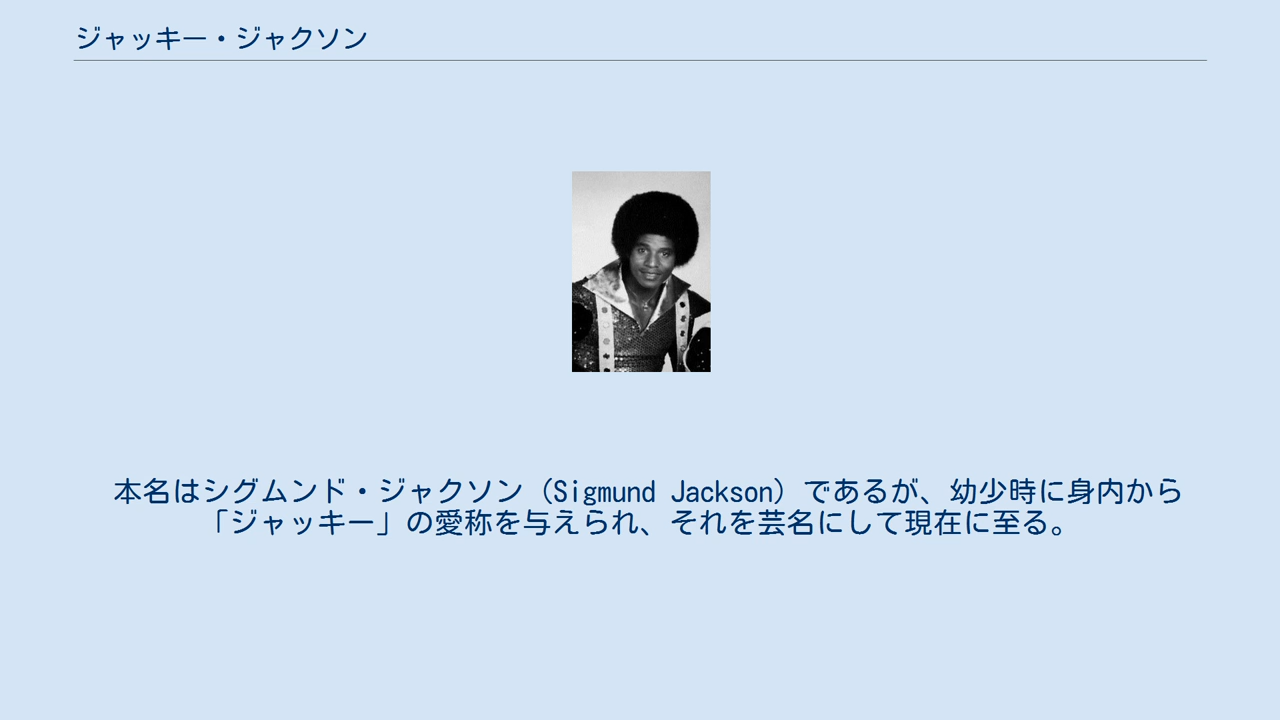 ジャッキー・ジャクソン
本名はシグムンド・ジャクソン（Sigmund Jackson）であるが、幼少時に身内から
「ジャッキー」の愛称を与えられ、それを芸名にして現在に至る。